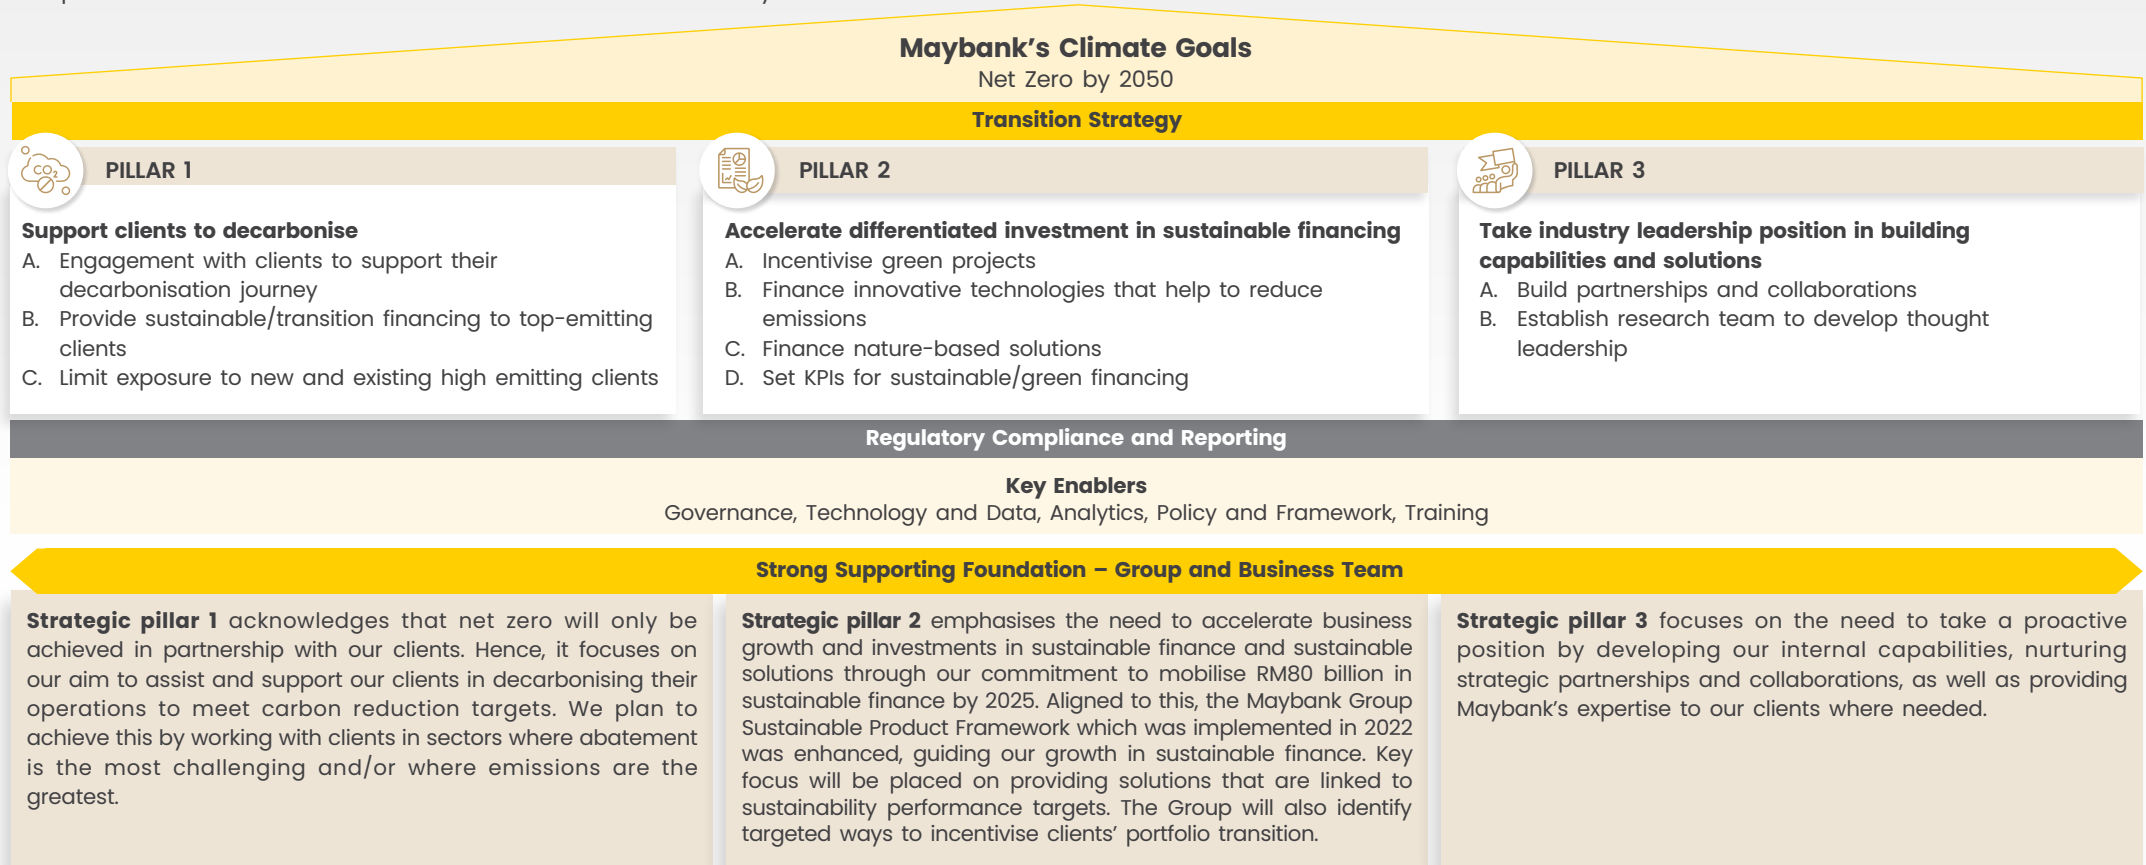 Maybank's Climate Goals
Net Zero by 2050
Transition Strategy
CO2
PILLAR 1
Support clients to decarbonise
A. Engagement with clients to support their
decarbonisation journey
B. Provide sustainable/transition financing to top-emitting
clients
C. Limit exposure to new and existing high emitting clients
PILLAR 2
Accelerate differentiated investment in sustainable financing
A. Incentivise green projects
B. Finance innovative technologies that help to reduce
emissions
C. Finance nature-based solutions
D. Set KPIs for sustainable/green financing
PILLAR 3
Take industry leadership position in building
capabilities and solutions
A. Build partnerships and collaborations
B. Establish research team to develop thought
leadership
Regulatory Compliance and Reporting
Key Enablers
Governance, Technology and Data, Analytics, Policy and Framework, Training
Strong Supporting Foundation – Group and Business Team
Strategic pillar 1 acknowledges that net zero will only be
achieved in partnership with our clients. Hence, it focuses on
our aim to assist and support our clients in decarbonising their
operations to meet carbon reduction targets. We plan to
achieve this by working with clients in sectors where abatement
is the most challenging and/or where emissions are the
greatest.
Strategic pillar 2 emphasises the need to accelerate business
growth and investments in sustainable finance and sustainable
solutions through our commitment to mobilise RM80 billion in
sustainable finance by 2025. Aligned to this, the Maybank Group
Sustainable Product Framework which was implemented in 2022
was enhanced, guiding our growth in sustainable finance. Key
focus will be placed on providing solutions that are linked to
sustainability performance targets. The Group will also identify
targeted ways to incentivise clients' portfolio transition.
Strategic pillar 3 focuses on the need to take a proactive
position by developing our internal capabilities, nurturing
strategic partnerships and collaborations, as well as providing
Maybank's expertise to our clients where needed.